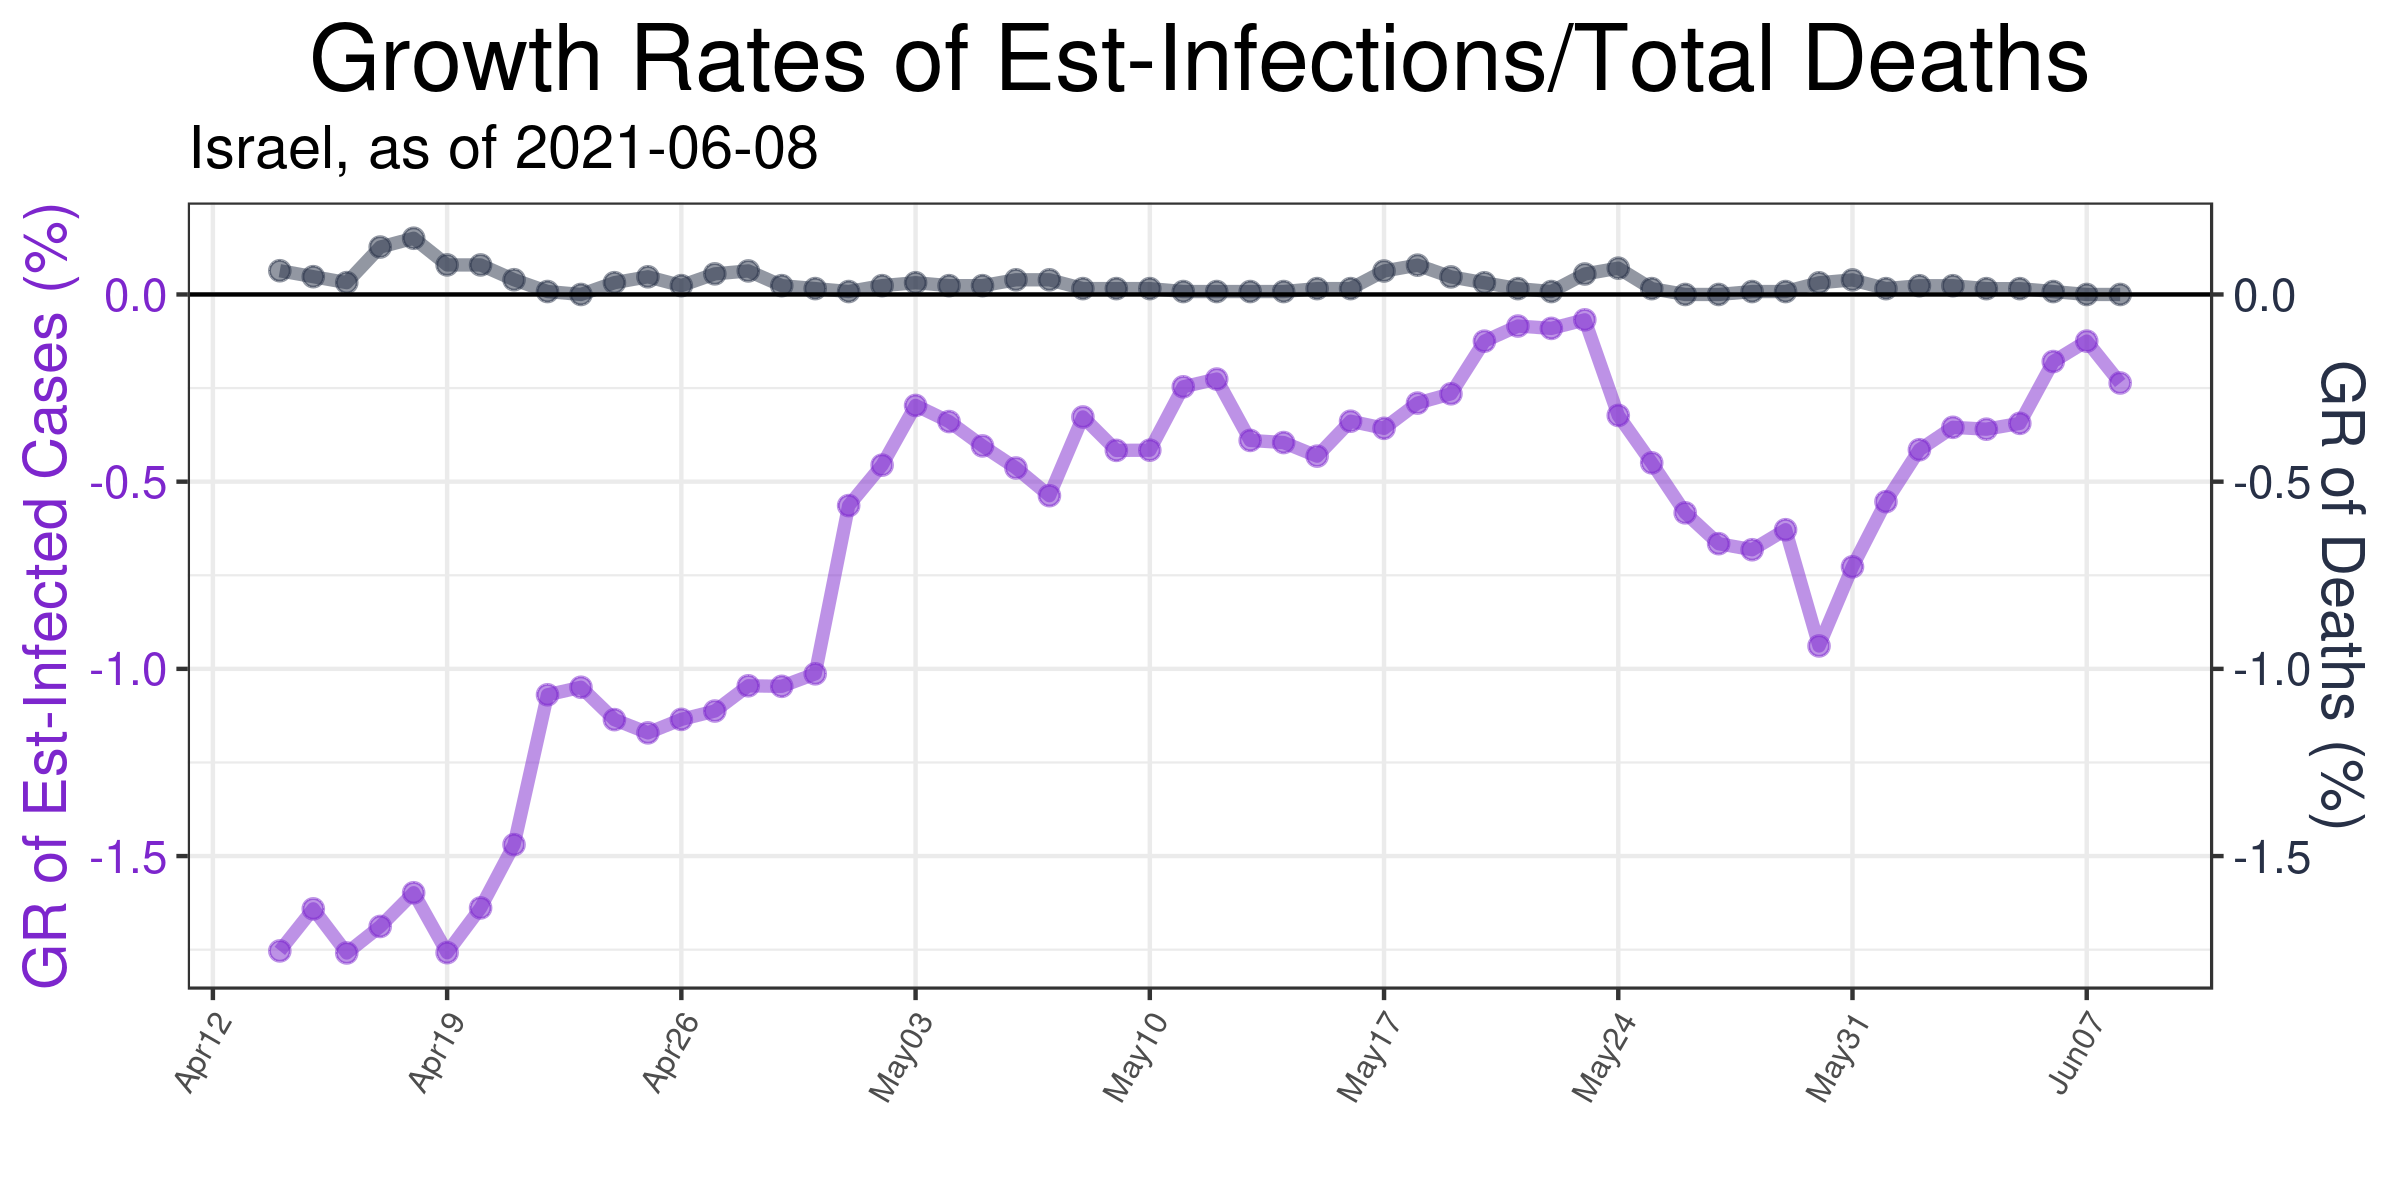 Growth Rates of Est-Infections/Total Deaths
Israel, as of 2021-06-08
GR of Est-Infected Cases (%)
0.0
-0.5
-1.0
-1.5
0.0
-0.5
-1.0
-1.5
GR of Deaths (%)
Apr12
Apr19
Apr26
May03
May10
May17
May24
May31
Jun07